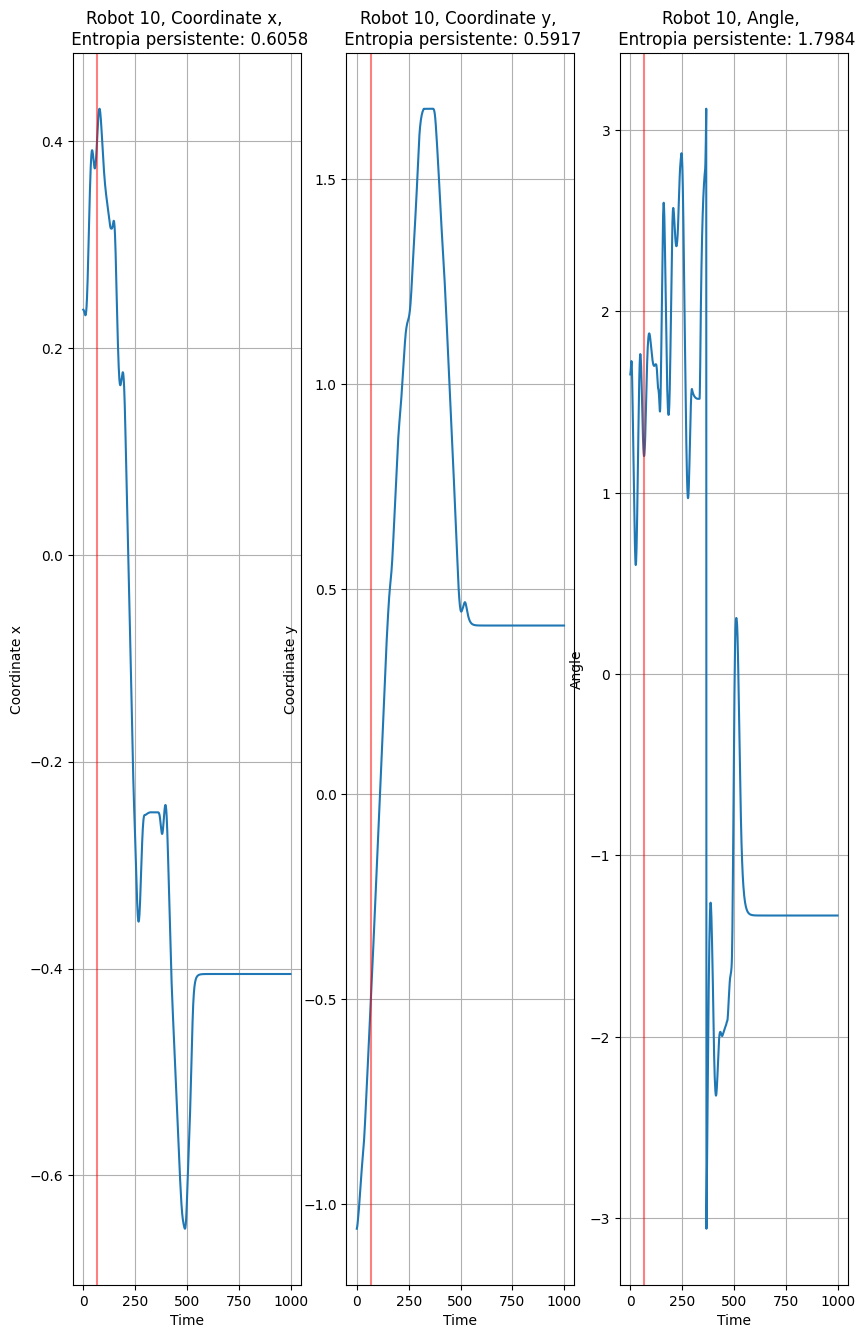 Robot 10, Coordinate x,
Entropia persistente: 0.6058
Coordinate x
0.4
0.2
0.0
−0.2
−0.4
−0.6
0
250
500
750
1000
Time
Robot 10, Coordinate y,
Entropia persistente: 0.5917
Coordinate y
1.5
1.0
0.5
0.0
−0.5
−1.0
0
250
500
750
1000
Time
Robot 10, Angle,
Entropia persistente: 1.7984
Angle
3
2
1
0
−1
−2
−3
0
250
500
750
1000
Time